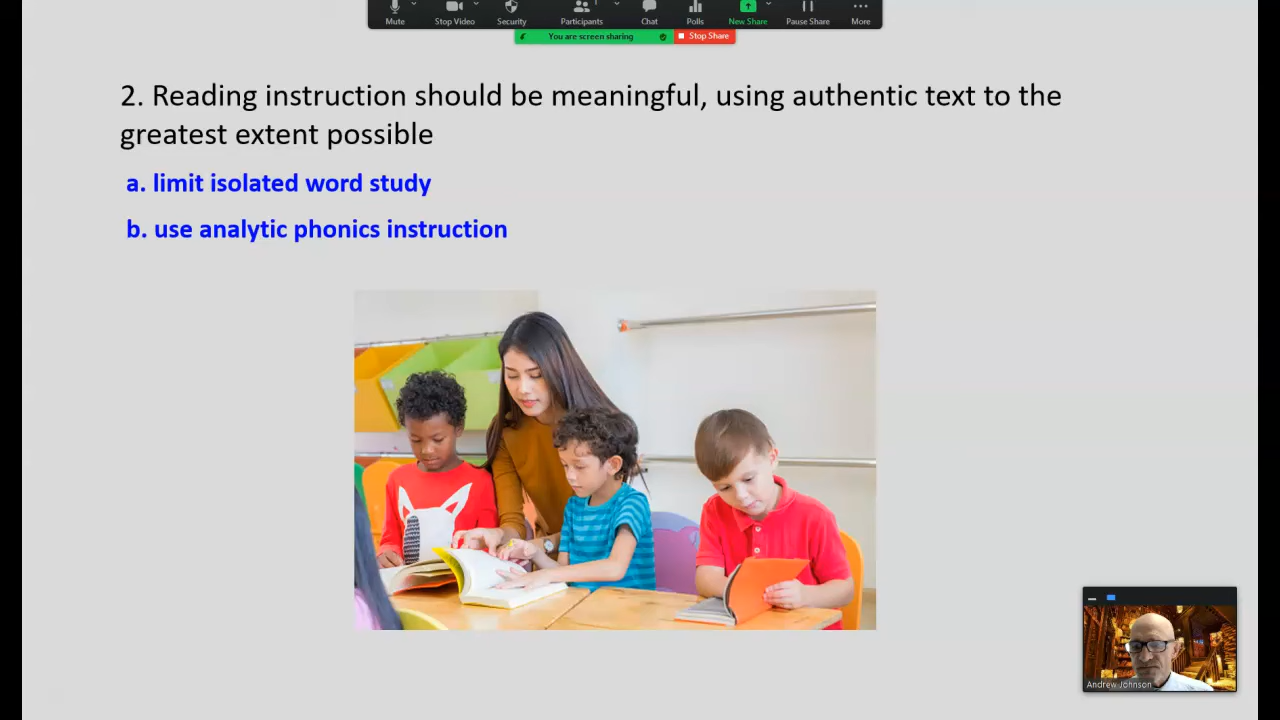 Mute
Stop Video
Security
Participants
1
Chat
Polls
New Share
Pause Share
More
You are screen sharing
Stop Share
2. Reading instruction should be meaningful, using authentic text to the
greatest extent possible
a. limit isolated word study
b. use analytic phonics instruction
Andrew Johnson